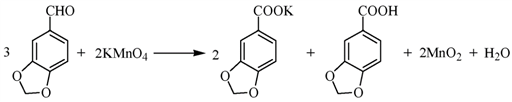 CHO COOK COOH
3 + 2KMnO₄ 2 + + 2MnO₂ + H₂O
O O O
O O O